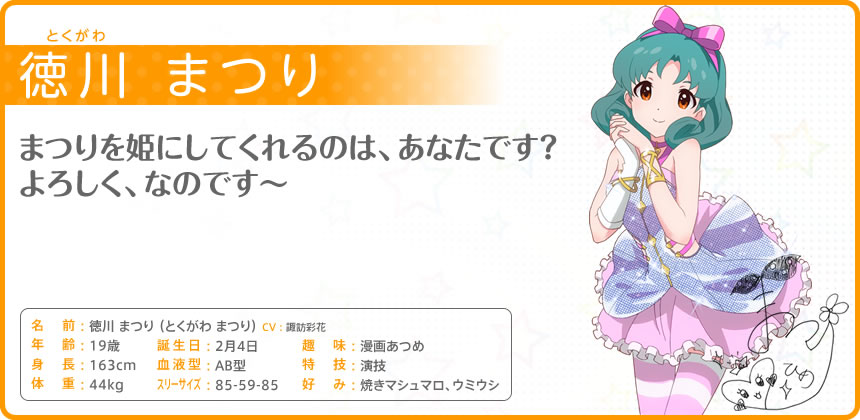 とくがわ
徳川 まつり
まつりを姫にしてくれるのは、あなたです?
よろしく、なのです〜
名　前：徳川 まつり (とくがわ まつり) CV：諏訪彩花
年　齢：19歳　誕生日：2月4日　趣　味：漫画あつめ
身　長：163cm　血液型：AB型　特　技：演技
体　重：44kg　スリーサイズ：85-59-85　好　み：焼きマシュマロ、ウミウシ
ひめ